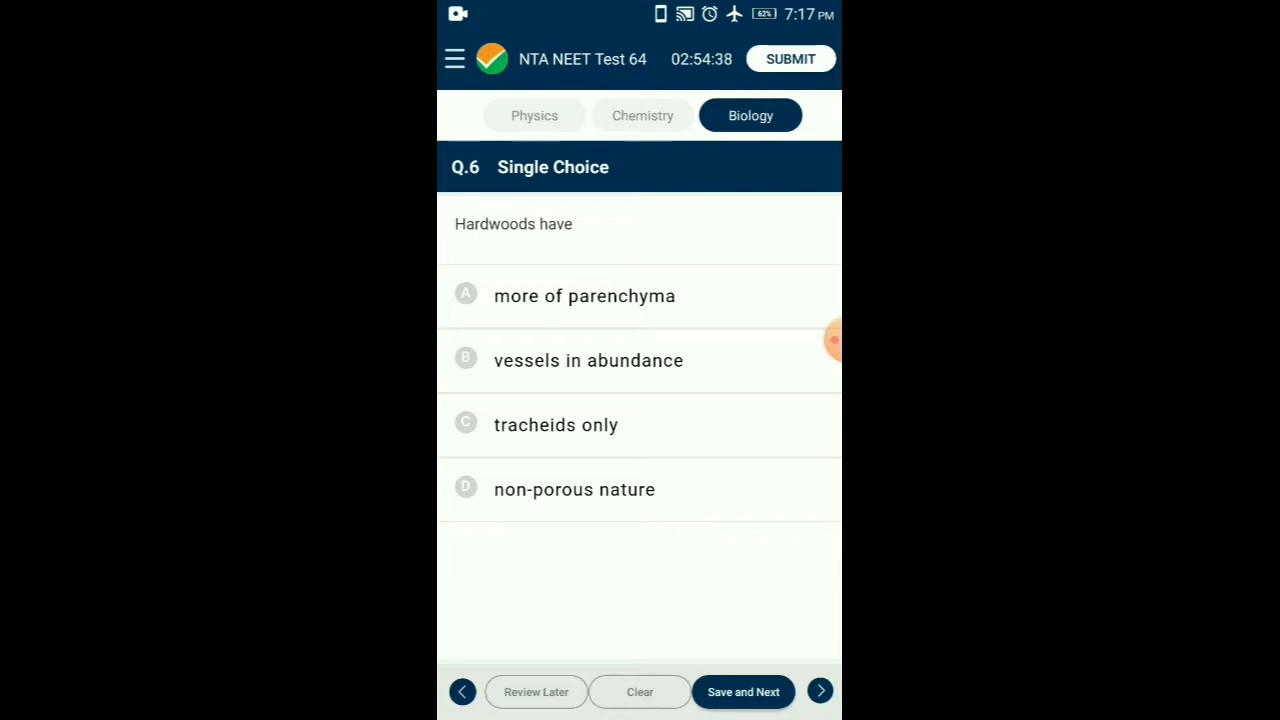 62% 7:17 PM
NTA NEET Test 64 02:54:38 SUBMIT
Physics Chemistry Biology
Q.6 Single Choice
Hardwoods have
A more of parenchyma
B vessels in abundance
C tracheids only
D non-porous nature
Review Later Clear Save and Next